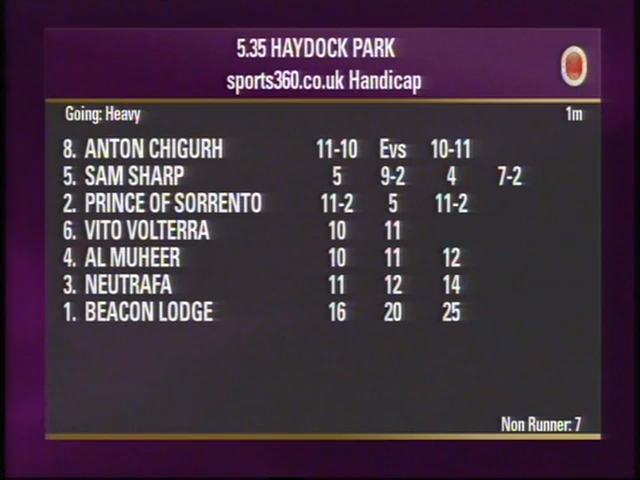 5.35 HAYDOCK PARK
sports360.co.uk Handicap
Going: Heavy 1m
8. ANTON CHIGURH 11-10 Evs 10-11
5. SAM SHARP 5 9-2 4 7-2
2. PRINCE OF SORRENTO 11-2 5 11-2
6. VITO VOLTERRA 10 11
4. AL MUHEER 10 11 12
3. NEUTRAFA 11 12 14
1. BEACON LODGE 16 20 25
Non Runner: 7